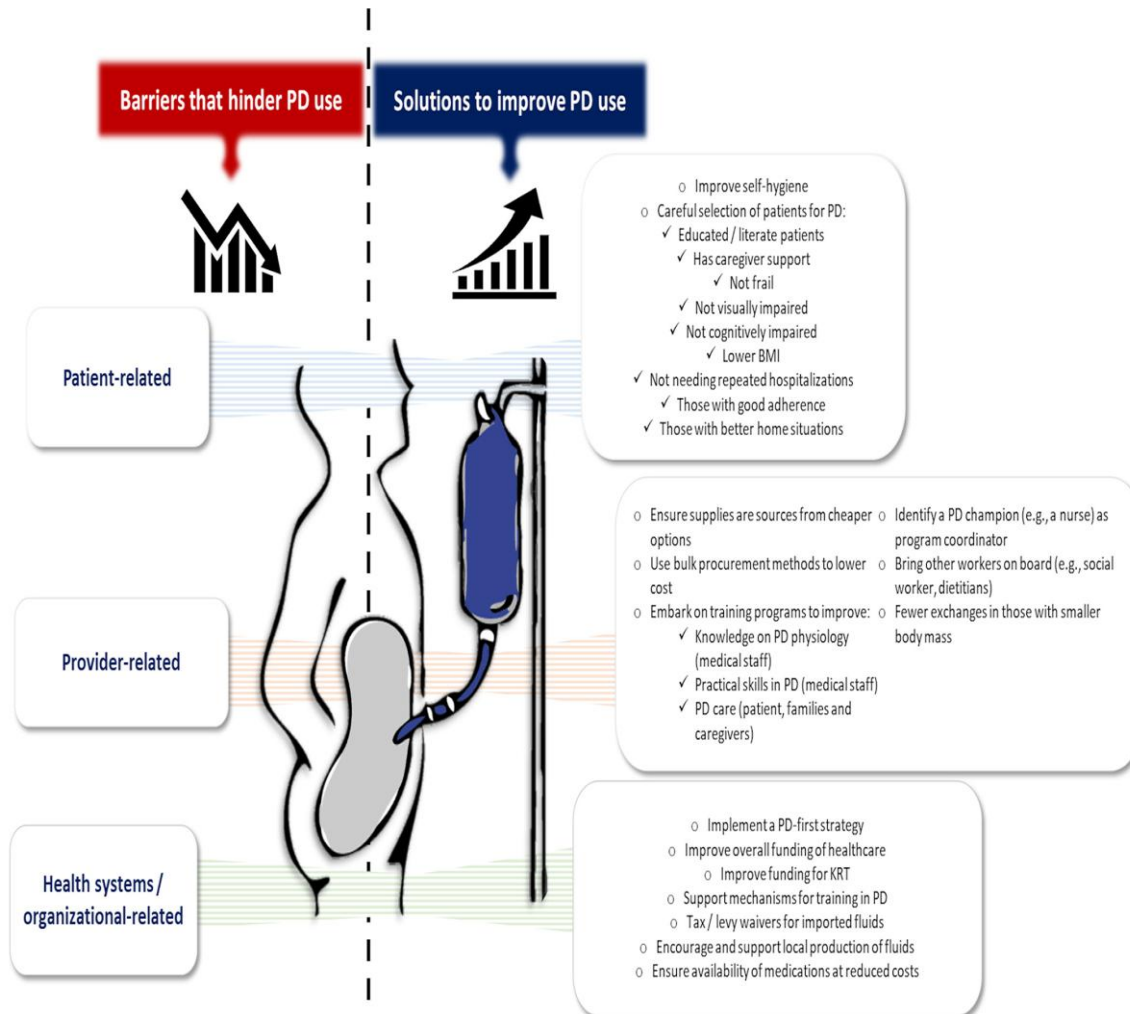 Barriers that hinder PD use
Solutions to improve PD use
Patient-related
o Improve self-hygiene
o Careful selection of patients for PD:
✓ Educated / literate patients
✓ Has caregiver support
✓ Not frail
✓ Not visually impaired
✓ Not cognitively impaired
✓ Lower BMI
✓ Not needing repeated hospitalizations
✓ Those with good adherence
✓ Those with better home situations
Provider-related
o Ensure supplies are sources from cheaper
options
o Use bulk procurement methods to lower
cost
o Embark on training programs to improve:
✓ Knowledge on PD physiology
(medical staff)
✓ Practical skills in PD (medical staff)
✓ PD care (patient, families and
caregivers)
o Identify a PD champion (e.g., a nurse) as
program coordinator
o Bring other workers on board (e.g., social
worker, dietitians)
o Fewer exchanges in those with smaller
body mass
Health systems /
organizational-related
o Implement a PD-first strategy
o Improve overall funding of healthcare
o Improve funding for KRT
o Support mechanisms for training in PD
o Tax / levy waivers for imported fluids
o Encourage and support local production of fluids
o Ensure availability of medications at reduced costs